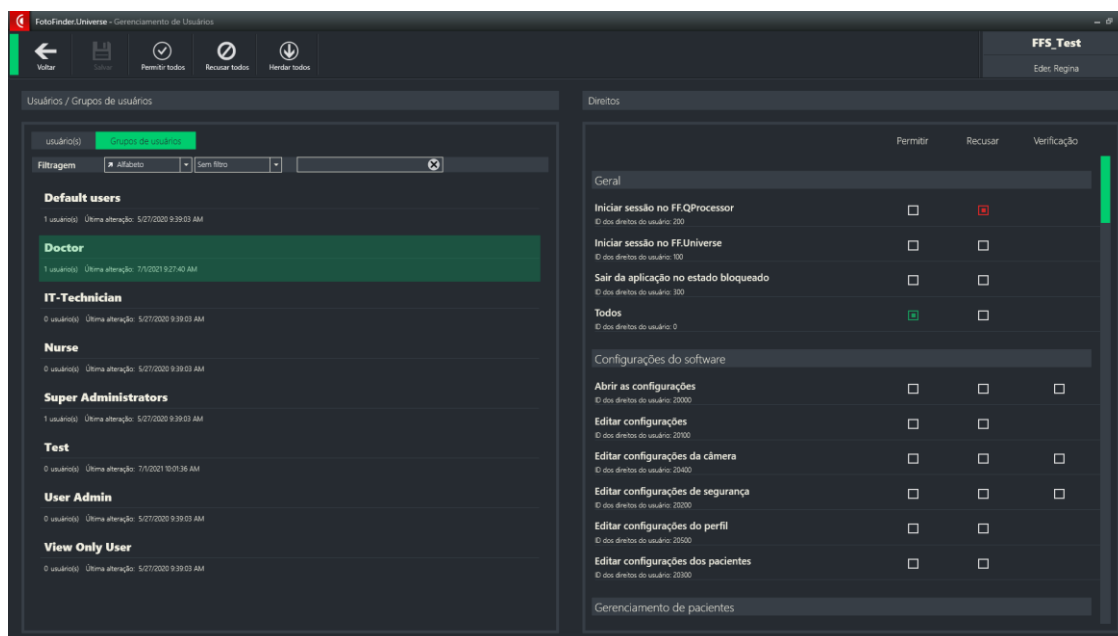 FotoFinder.Universe - Gerenciamento de Usuários
Voltar
Salvar
Permitir todos
Recusar todos
Herdar todos
FFS_Test
Eder, Regina
Usuários / Grupos de usuários
usuário(s)
Grupos de usuários
Filtragem
Alfabeto
Sem filtro
Default users
1 usuário(s) Última alteração: 5/27/2020 9:39:03 AM
Doctor
1 usuário(s) Última alteração: 7/1/2021 9:27:40 AM
IT-Technician
0 usuário(s) Última alteração: 5/27/2020 9:39:03 AM
Nurse
0 usuário(s) Última alteração: 5/27/2020 9:39:03 AM
Super Administrators
1 usuário(s) Última alteração: 5/27/2020 9:39:03 AM
Test
0 usuário(s) Última alteração: 7/1/2021 10:01:36 AM
User Admin
0 usuário(s) Última alteração: 5/27/2020 9:39:03 AM
View Only User
0 usuário(s) Última alteração: 5/27/2020 9:39:03 AM
Direitos
Permitir Recusar Verificação
Geral
Iniciar sessão no FF.QProcessor
ID dos direitos do usuário: 200
Iniciar sessão no FF.Universe
ID dos direitos do usuário: 100
Sair da aplicação no estado bloqueado
ID dos direitos do usuário: 300
Todos
ID dos direitos do usuário: 0
Configurações do software
Abrir as configurações
ID dos direitos do usuário: 20000
Editar configurações
ID dos direitos do usuário: 20100
Editar configurações da câmera
ID dos direitos do usuário: 20400
Editar configurações de segurança
ID dos direitos do usuário: 20200
Editar configurações do perfil
ID dos direitos do usuário: 20500
Editar configurações dos pacientes
ID dos direitos do usuário: 20300
Gerenciamento de pacientes